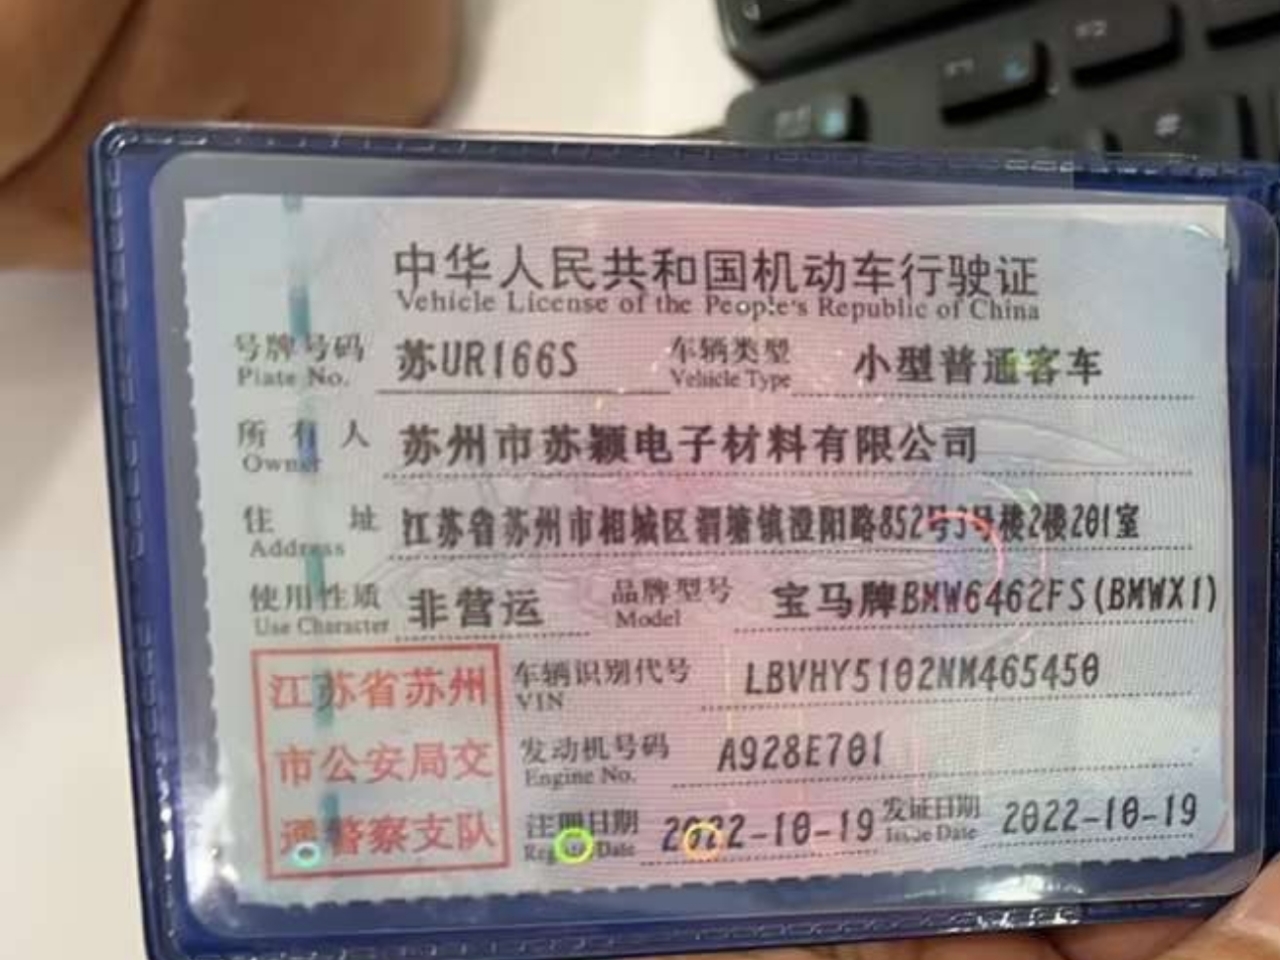 中华人民共和国机动车行驶证
Vehicle License of the People's Republic of China
号牌号码 苏UR166S 车辆类型 小型普通客车
Plate No. Vehicle Type
所有人 苏州市苏颖电子材料有限公司
Owner
住址 江苏省苏州市相城区渭塘镇澄阳路852号3号楼2楼201室
Address
使用性质 非营运 品牌型号 宝马牌BMW6462FS(BMWX1)
Use Character Model
江苏省苏州
市公安局交
通警察支队
车辆识别代号 LBVHY5102NM465450
VIN
发动机号码 A928E701
Engine No.
注册日期 2022-10-19 发证日期 2022-10-19
Register Date Issue Date